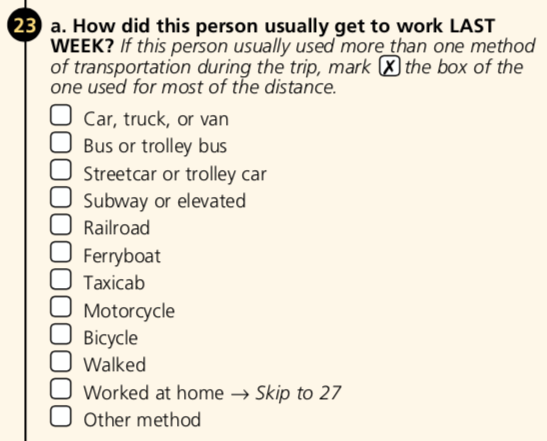 23 a. How did this person usually get to work LAST
WEEK? If this person usually used more than one method
of transportation during the trip, mark ☒ the box of the
one used for most of the distance.
Car, truck, or van
Bus or trolley bus
Streetcar or trolley car
Subway or elevated
Railroad
Ferryboat
Taxicab
Motorcycle
Bicycle
Walked
Worked at home → Skip to 27
Other method